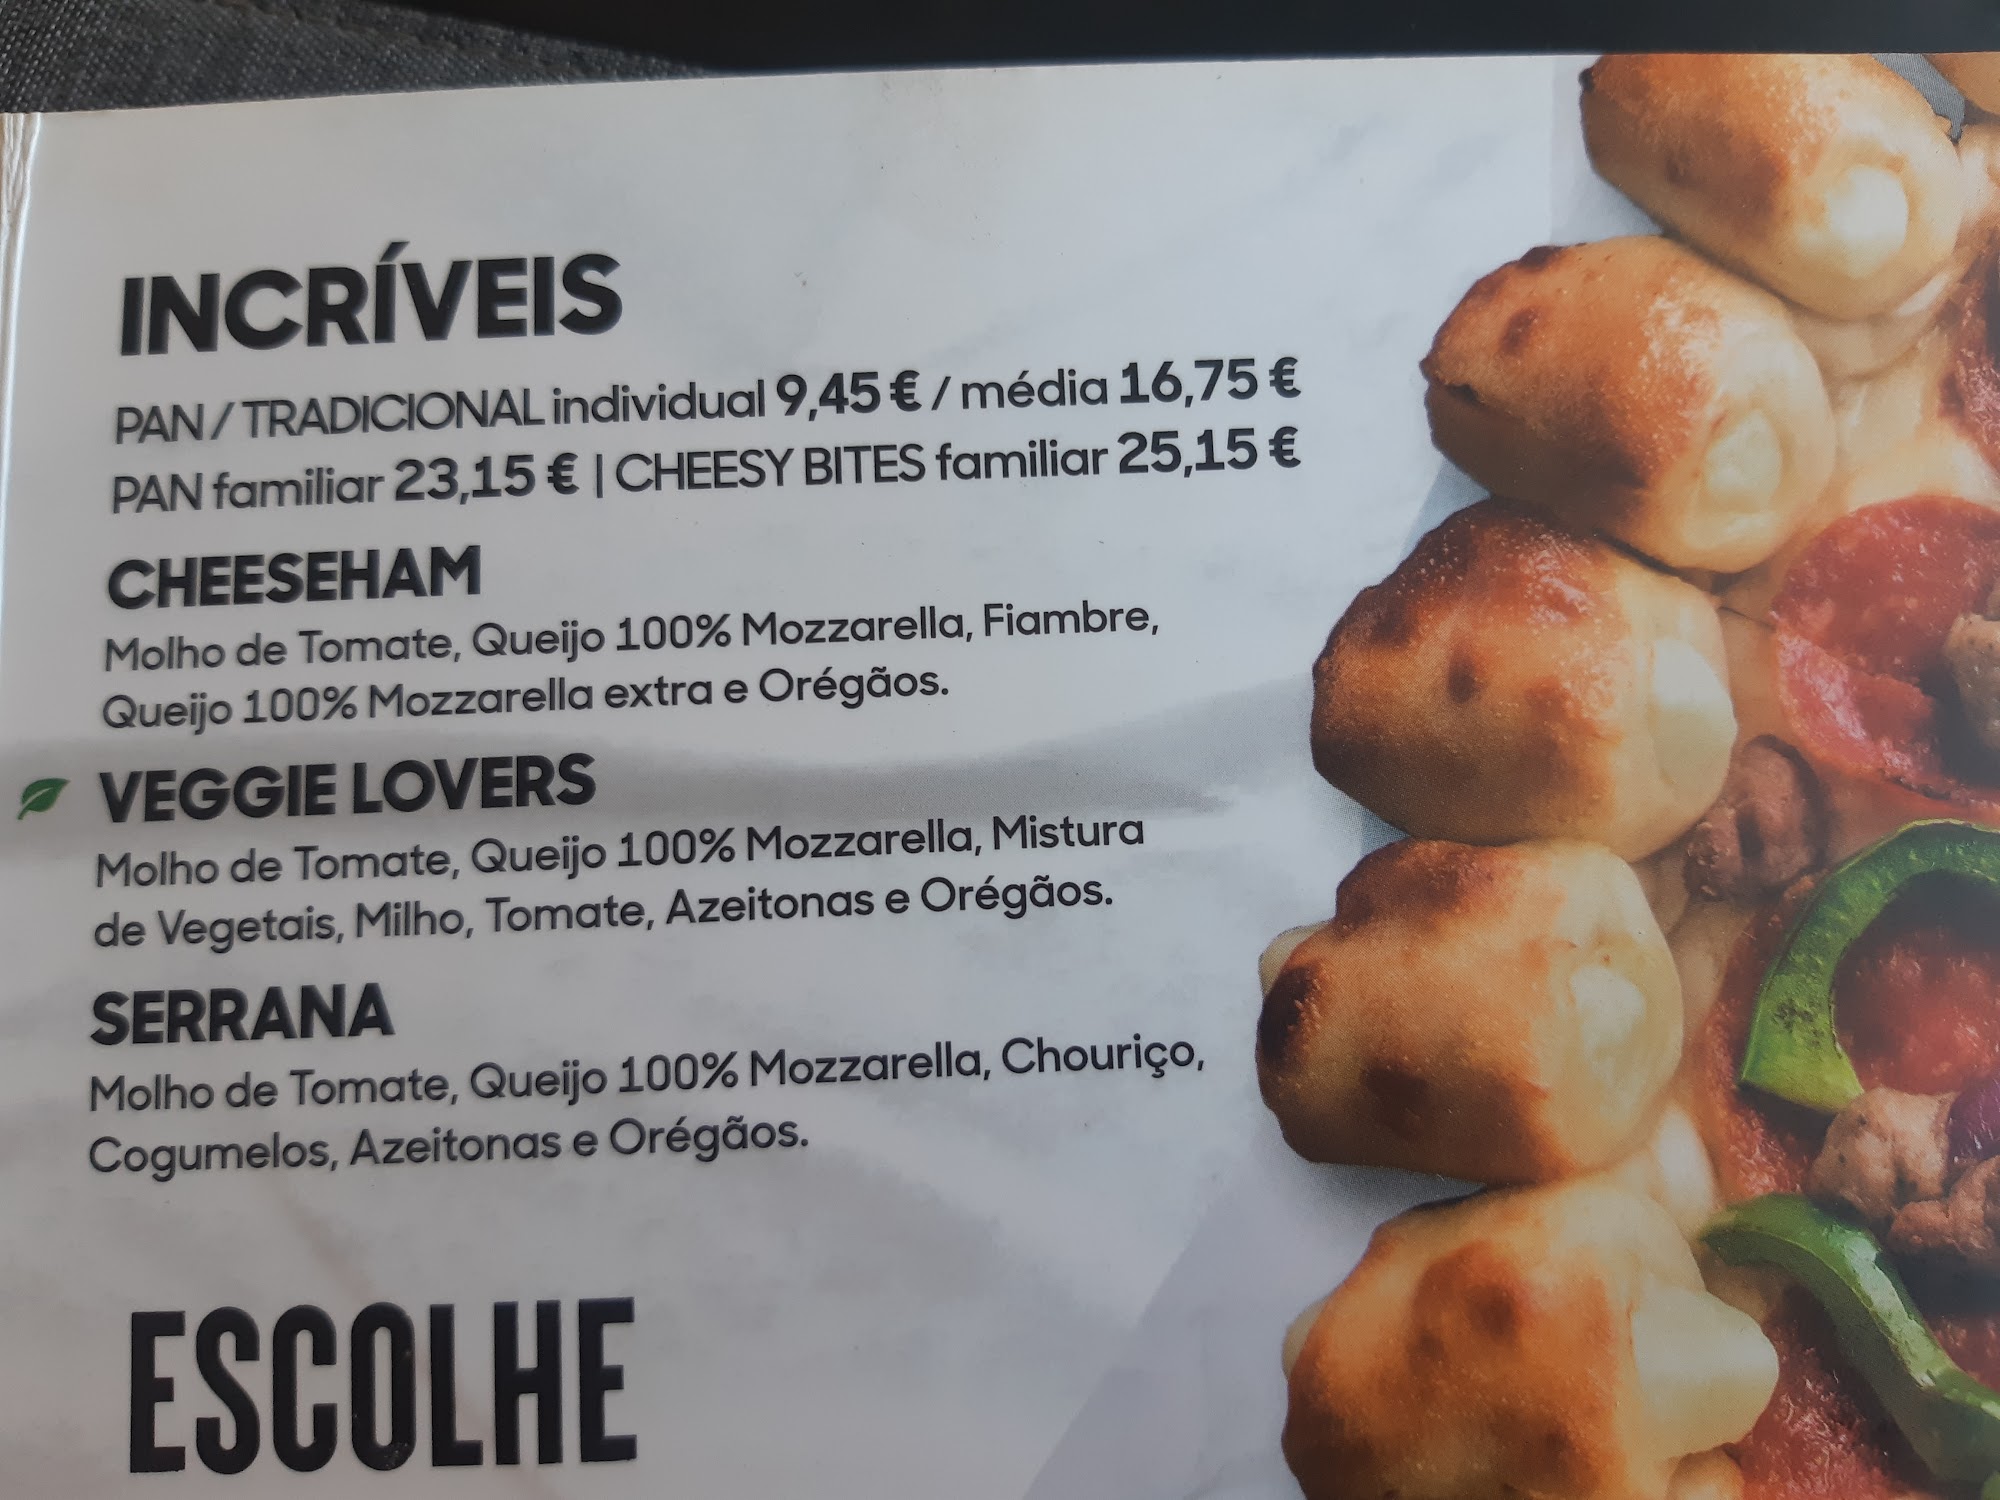 INCRÍVEIS
PAN / TRADICIONAL individual 9,45 € / média 16,75 €
PAN familiar 23,15 € | CHEESY BITES familiar 25,15 €
CHEESEHAM
Molho de Tomate, Queijo 100% Mozzarella, Fiambre,
Queijo 100% Mozzarella extra e Orégãos.
VEGGIE LOVERS
Molho de Tomate, Queijo 100% Mozzarella, Mistura
de Vegetais, Milho, Tomate, Azeitonas e Orégãos.
SERRANA
Molho de Tomate, Queijo 100% Mozzarella, Chouriço,
Cogumelos, Azeitonas e Orégãos.
ESCOLHE